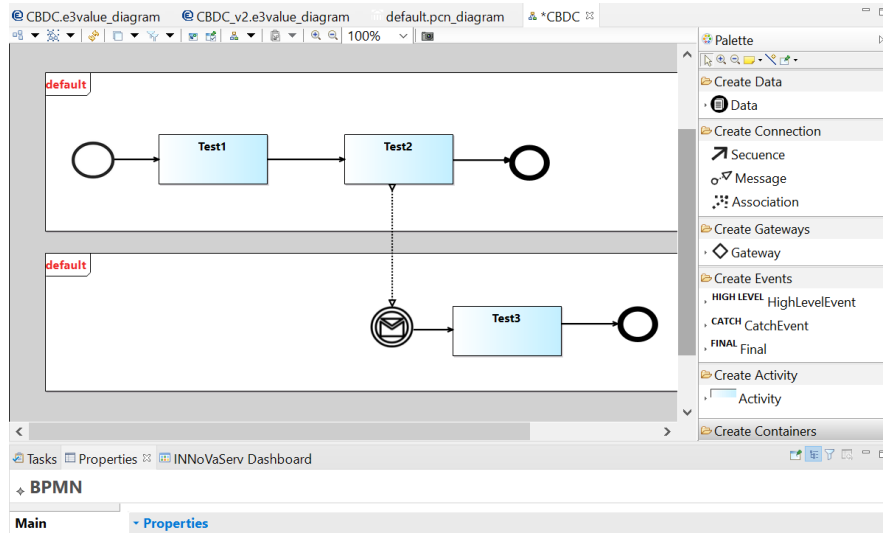 CBDC.e3value_diagram CBDC_v2.e3value_diagram default.pcn_diagram *CBDC
100%
Palette
default
Test1
Test2
default
Test3
Create Data
Data
Create Connection
Secuence
Message
Association
Create Gateways
Gateway
Create Events
HIGH LEVEL HighLevelEvent
CATCH CatchEvent
FINAL Final
Create Activity
Activity
Create Containers
Tasks Properties INNoVaServ Dashboard
BPMN
Main Properties